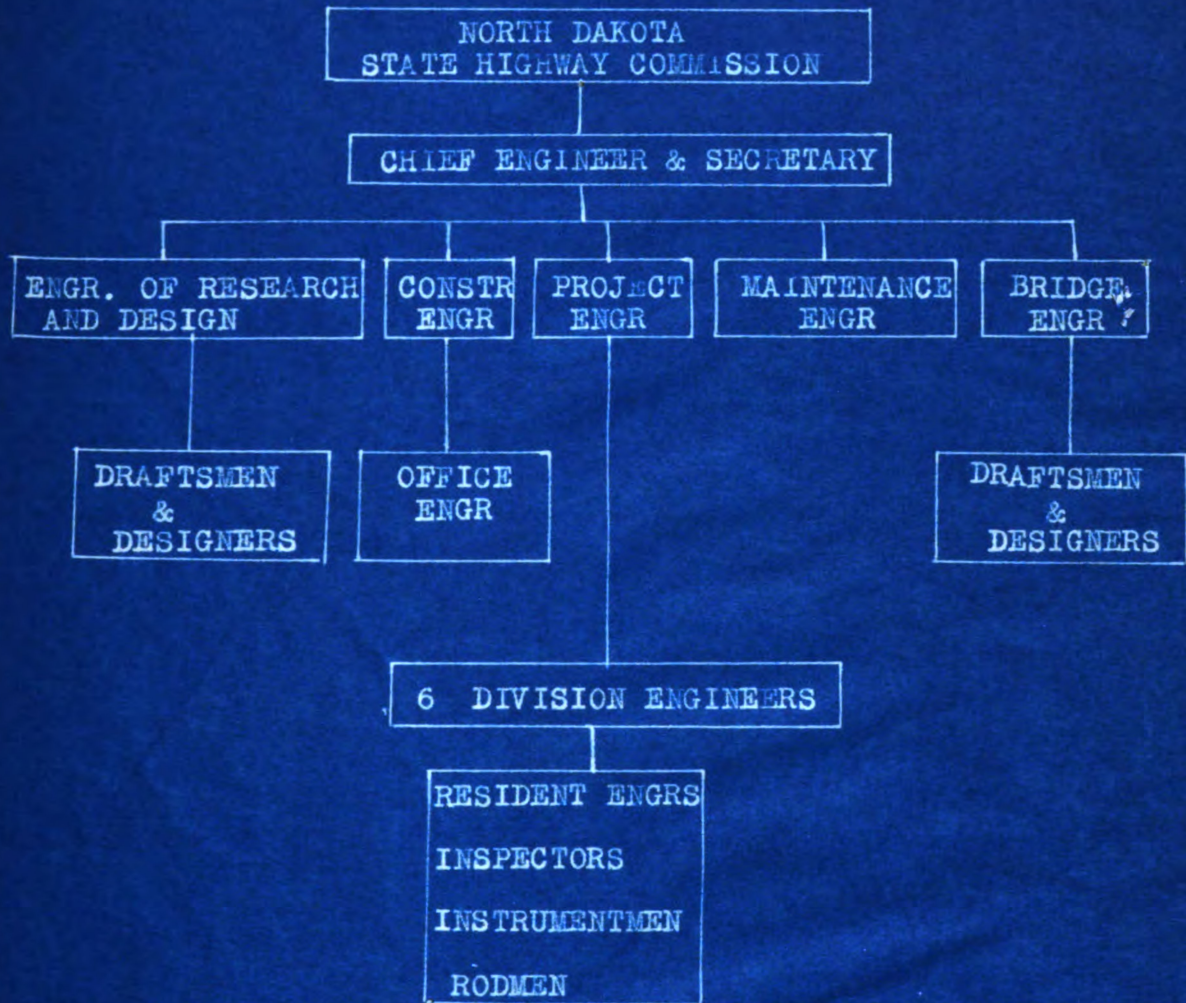 NORTH DAKOTA
STATE HIGHWAY COMMISSION
CHIEF ENGINEER & SECRETARY
ENGR. OF RESEARCH
AND DESIGN
CONSTR
ENGR
PROJECT
ENGR
MAINTENANCE
ENGR
BRIDGE
ENGR
DRAFTSMEN
&
DESIGNERS
OFFICE
ENGR
DRAFTSMEN
&
DESIGNERS
6 DIVISION ENGINEERS
RESIDENT ENGRS
INSPECTORS
INSTRUMENTMEN
RODMEN